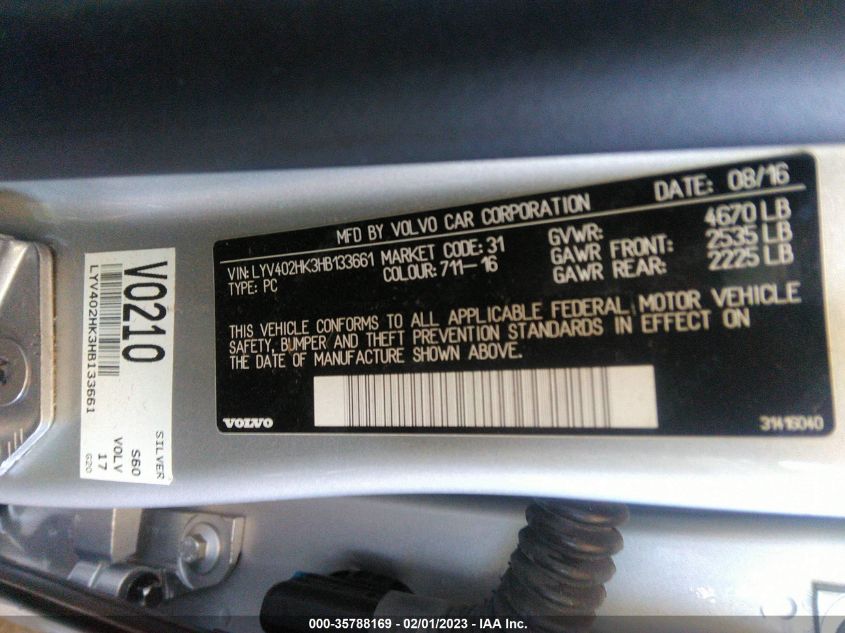 DATE: 08/16
MFD BY VOLVO CAR CORPORATION
VIN: LYV402HK3HB133661 MARKET CODE: 31 GVWR: 4670 LB
TYPE: PC COLOUR: 711-16 GAWR FRONT: 2535 LB
GAWR REAR: 2225 LB
THIS VEHICLE CONFORMS TO ALL APPLICABLE FEDERAL MOTOR VEHICLE
SAFETY, BUMPER AND THEFT PREVENTION STANDARDS IN EFFECT ON
THE DATE OF MANUFACTURE SHOWN ABOVE.
VOLVO
31416040
V0210
LYV402HK3HB133661
SILVER
S60
VOLV
17
G20
000-35788169 - 02/01/2023 - IAA Inc.